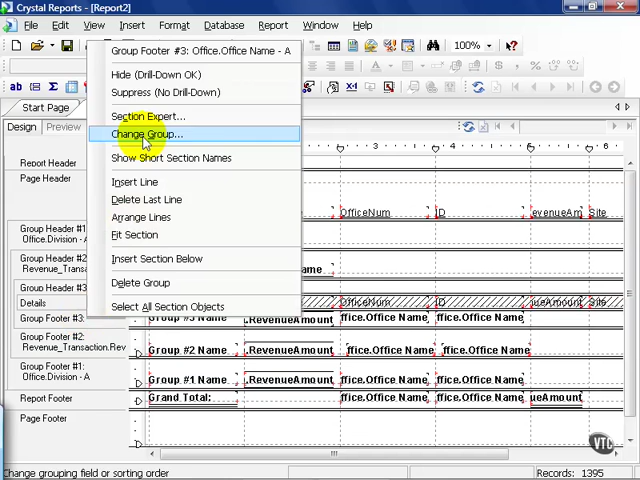 Crystal Reports - [Report2]
File Edit View Insert Format Database Report Window Help
100%
Start Page
Design Preview
Group Footer #3: Office.Office Name - A
Hide (Drill-Down OK)
Suppress (No Drill-Down)
Section Expert...
Change Group...
Show Short Section Names
Insert Line
Delete Last Line
Arrange Lines
Fit Section
Insert Section Below
Delete Group
Select All Section Objects
3 4 5 6
Report Header
Page Header
OfficeNum ID evenueAm Site
Group Header #1
Office.Division - A
Group Header #2
Revenue_Transac
Group Header #3
Details
OfficeNum ID ueAmount Site
Group Footer #3:
Group #3 Name .RevenueAmount ffice.Office Name ffice.Office Name
Group Footer #2:
Revenue_Transaction.Rev
Group #2 Name .RevenueAmount ffice.Office Name ffice.Office Name
Group Footer #1:
Office.Division - A
Group #1 Name .RevenueAmount ffice.Office Name ffice.Office Name
Report Footer
Grand Total: ffice.Office Name ffice.Office Name ueAmount
Page Footer
VTC
Change grouping field or sorting order
Records: 1395